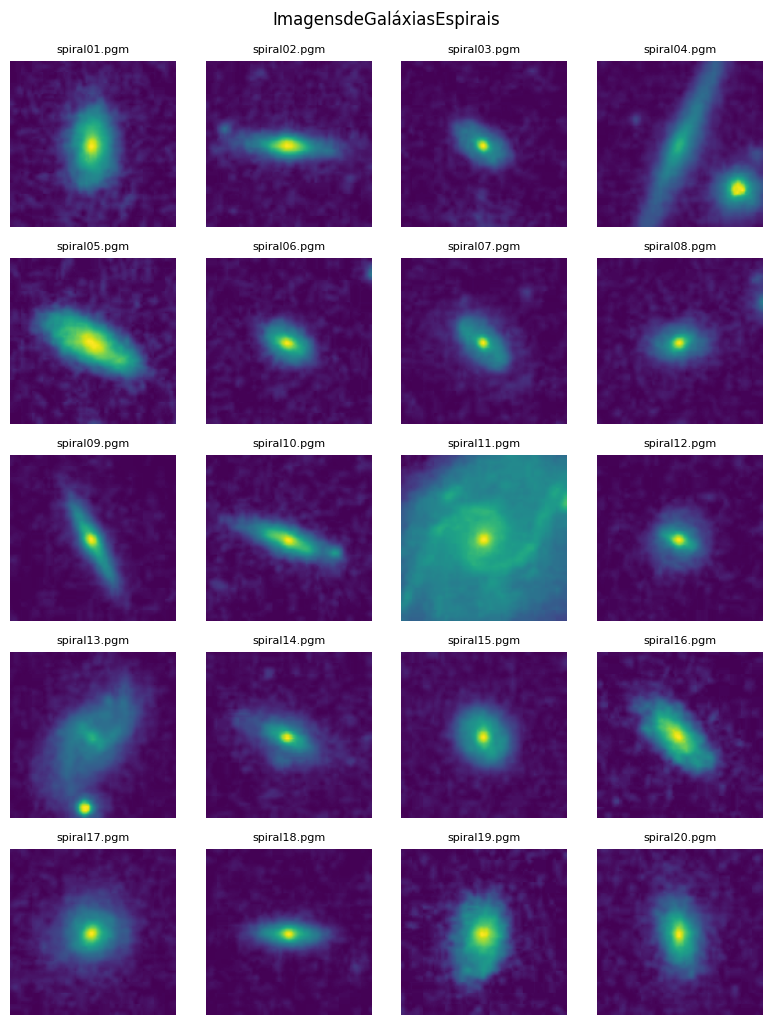 ImagensdeGaláxiasEspirais
spiral01.pgm spiral02.pgm spiral03.pgm spiral04.pgm
spiral05.pgm spiral06.pgm spiral07.pgm spiral08.pgm
spiral09.pgm spiral10.pgm spiral11.pgm spiral12.pgm
spiral13.pgm spiral14.pgm spiral15.pgm spiral16.pgm
spiral17.pgm spiral18.pgm spiral19.pgm spiral20.pgm